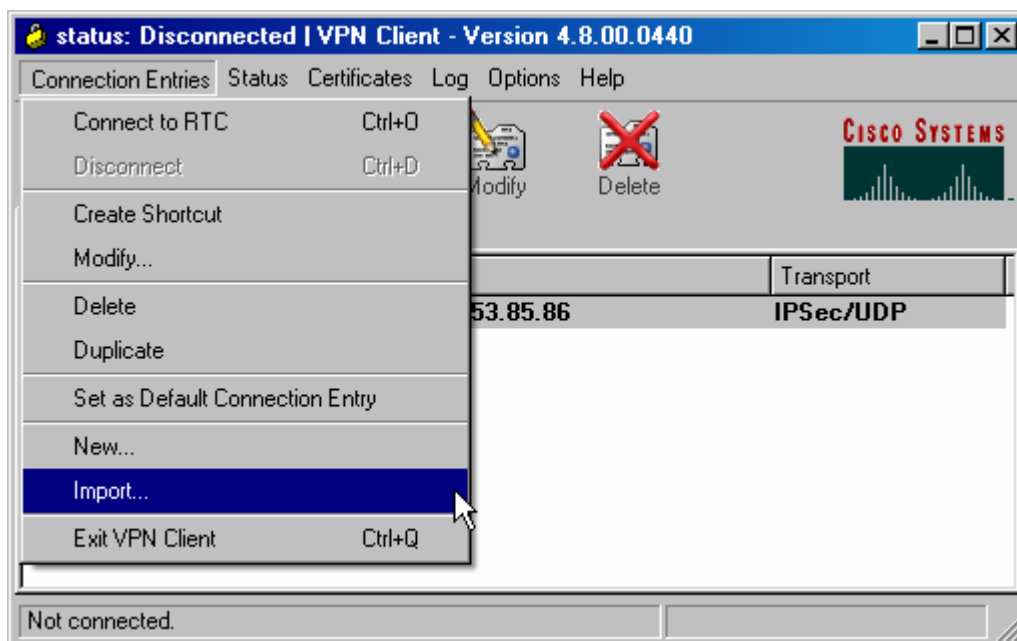 status: Disconnected | VPN Client - Version 4.8.00.0440
Connection Entries Status Certificates Log Options Help
Connect to RTC Ctrl+O
Disconnect Ctrl+D
Create Shortcut
Modify...
Delete
Duplicate
Set as Default Connection Entry
New...
Import...
Exit VPN Client Ctrl+Q
Modify Delete
CISCO SYSTEMS
Transport
53.85.86 IPSec/UDP
Not connected.